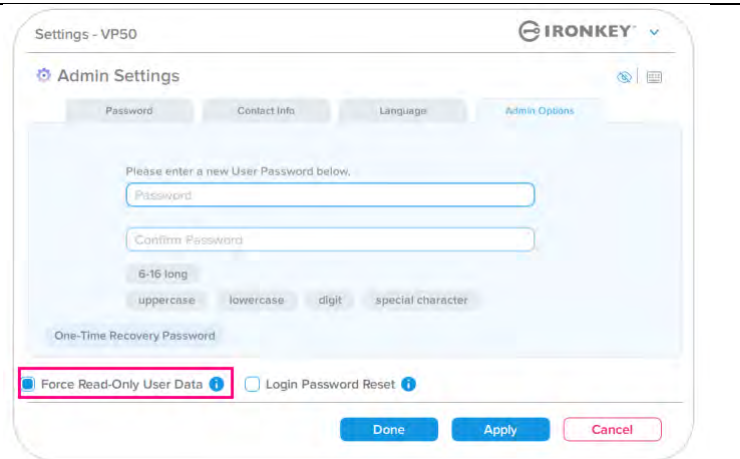 Settings - VP50
IRONKEY
Admin Settings
Password Contact Info Language Admin Options
Please enter a new User Password below.
Password
Confirm Password
6-16 long
uppercase lowercase digit special character
One-Time Recovery Password
Force Read-Only User Data Login Password Reset
Done Apply Cancel